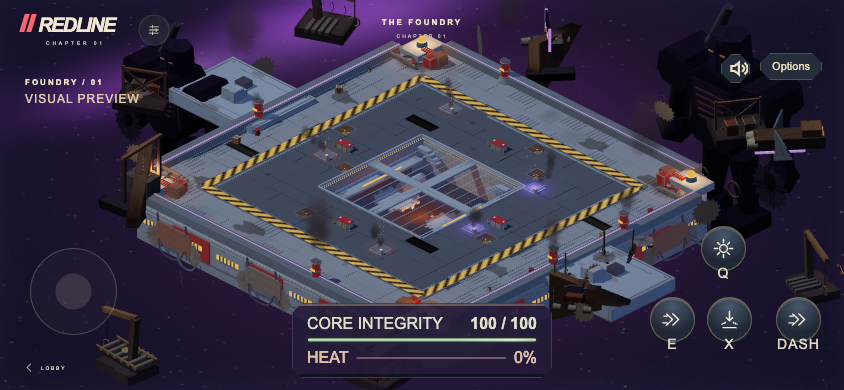 REDLINE
CHAPTER 01
THE FOUNDRY
CHAPTER 01
FOUNDRY / 01
VISUAL PREVIEW
Options
Q
E
X
DASH
CORE INTEGRITY 100 / 100
HEAT 0%
LOBBY